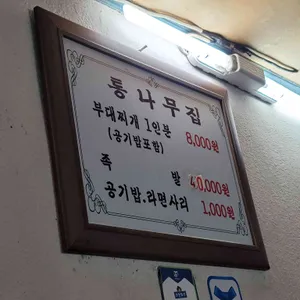 통나무집
부대찌개 1인분 8,000원
(공기밥포함)
족 발 40,000원
공기밥.라면사리 1,000원